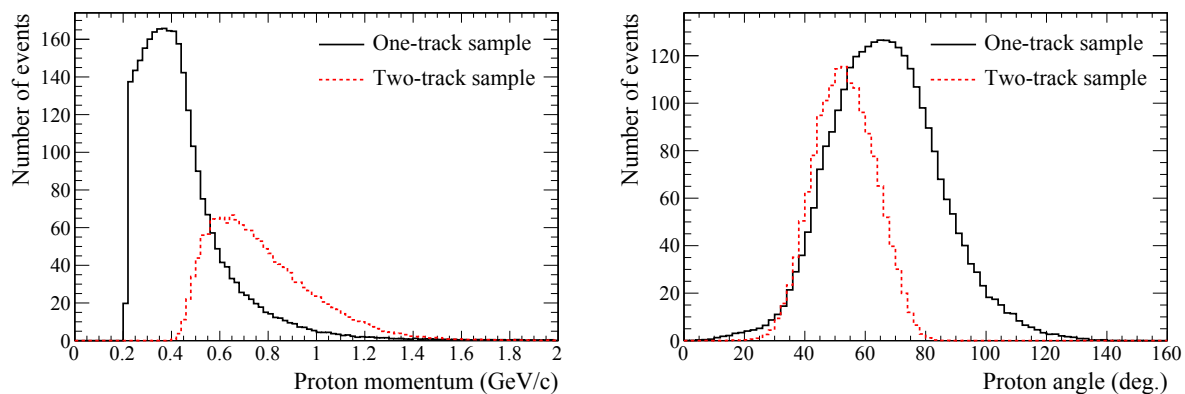 Number of events
160
140
120
100
80
60
40
20
0
One-track sample
Two-track sample
0 0.2 0.4 0.6 0.8 1 1.2 1.4 1.6 1.8 2
Proton momentum (GeV/c)
Number of events
120
100
80
60
40
20
0
One-track sample
Two-track sample
0 20 40 60 80 100 120 140 160
Proton angle (deg.)